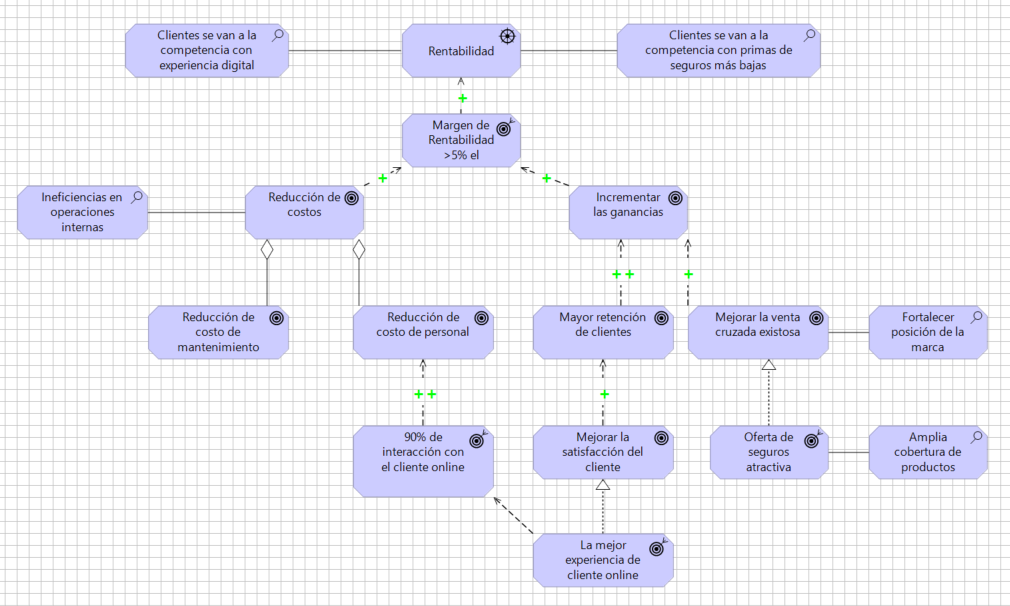 Clientes se van a la
competencia con
experiencia digital
Rentabilidad
Clientes se van a la
competencia con primas de
seguros más bajas
+
Margen de
Rentabilidad
>5% el
+
+
Ineficiencias en
operaciones
internas
Reducción de
costos
Incrementar
las ganancias
++
+
Reducción de
costo de
mantenimiento
Reducción de
costo de personal
Mayor retención
de clientes
Mejorar la venta
cruzada existosa
Fortalecer
posición de la
marca
++
+
90% de
interacción con
el cliente online
Mejorar la
satisfacción del
cliente
Oferta de
seguros
atractiva
Amplia
cobertura de
productos
La mejor
experiencia de
cliente online